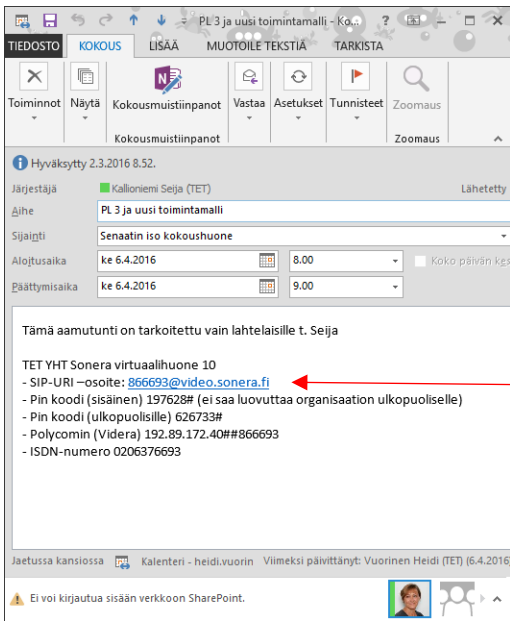 PL 3 ja uusi toimintamalli - Ko... ?
TIEDOSTO KOKOUS LISÄÄ MUOTOILE TEKSTIÄ TARKISTA
Toiminnot Näytä Kokousmuistiinpanot Vastaa Asetukset Tunnisteet Zoomaus
Kokousmuistiinpanot Zoomaus
Hyväksytty 2.3.2016 8.52.
Järjestäjä Kallioniemi Seija (TET) Lähetetty
Aihe PL 3 ja uusi toimintamalli
Sijainti Senaatin iso kokoushuone
Aloitusaika ke 6.4.2016 8.00 Koko päivän kes
Päättymisaika ke 6.4.2016 9.00
Tämä aamutunti on tarkoitettu vain lahtelaisille t. Seija
TET YHT Sonera virtuaalihuone 10
- SIP-URI –osoite: 866693@video.sonera.fi
- Pin koodi (sisäinen) 197628# (ei saa luovuttaa organisaation ulkopuoliselle)
- Pin koodi (ulkopuolisille) 626733#
- Polycomin (Videra) 192.89.172.40##866693
- ISDN-numero 0206376693
Jaetussa kansiossa Kalenteri - heidi.vuorin Viimeksi päivittänyt: Vuorinen Heidi (TET) (6.4.2016)
Ei voi kirjautua sisään verkkoon SharePoint.